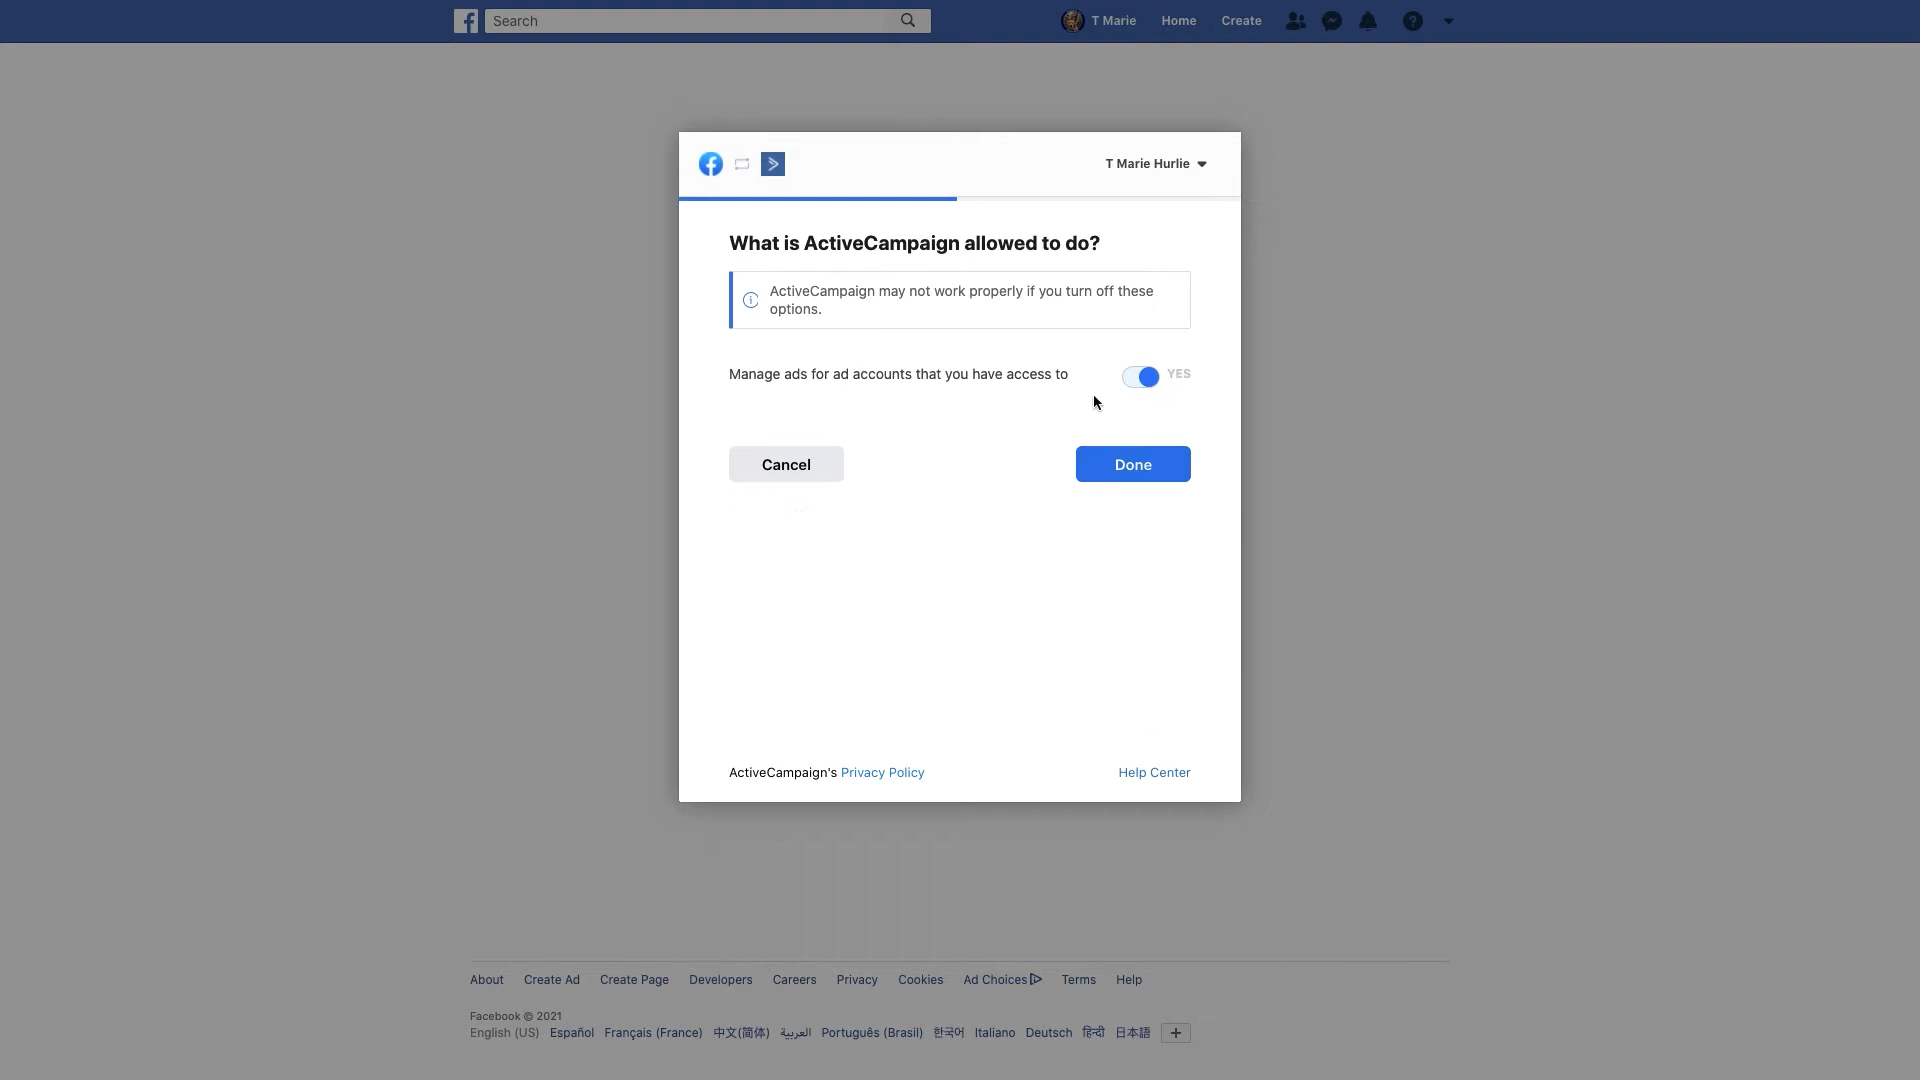 Search
T Marie
Home
Create
T Marie Hurlie
What is ActiveCampaign allowed to do?
ActiveCampaign may not work properly if you turn off these
options.
Manage ads for ad accounts that you have access to
YES
Cancel
Done
ActiveCampaign's Privacy Policy
Help Center
About Create Ad Create Page Developers Careers Privacy Cookies Ad Choices Terms Help
Facebook © 2021
English (US) Español Français (France) 中文(简体) العربية Português (Brasil) 한국어 Italiano Deutsch हिन्दी 日本語